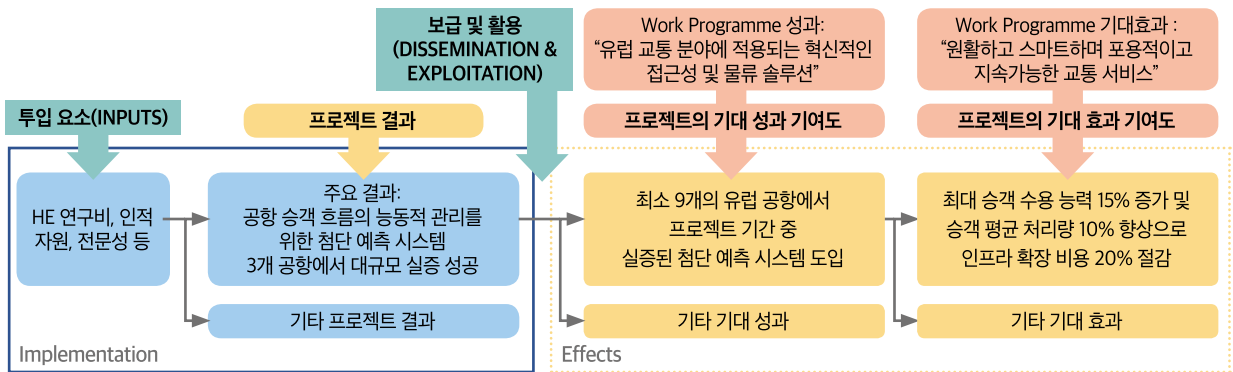 보급 및 활용
(DISSEMINATION &
EXPLOITATION)
Work Programme 성과:
“유럽 교통 분야에 적용되는 혁신적인
접근성 및 물류 솔루션”
Work Programme 기대효과 :
“원활하고 스마트하며 포용적이고
지속가능한 교통 서비스”
투입 요소(INPUTS)
프로젝트 결과
프로젝트의 기대 성과 기여도
프로젝트의 기대 효과 기여도
HE 연구비, 인적
자원, 전문성 등
주요 결과:
공항 승객 흐름의 능동적 관리를
위한 첨단 예측 시스템
3개 공항에서 대규모 실증 성공
최소 9개의 유럽 공항에서
프로젝트 기간 중
실증된 첨단 예측 시스템 도입
최대 승객 수용 능력 15% 증가 및
승객 평균 처리량 10% 향상으로
인프라 확장 비용 20% 절감
기타 프로젝트 결과
기타 기대 성과
기타 기대 효과
Implementation
Effects